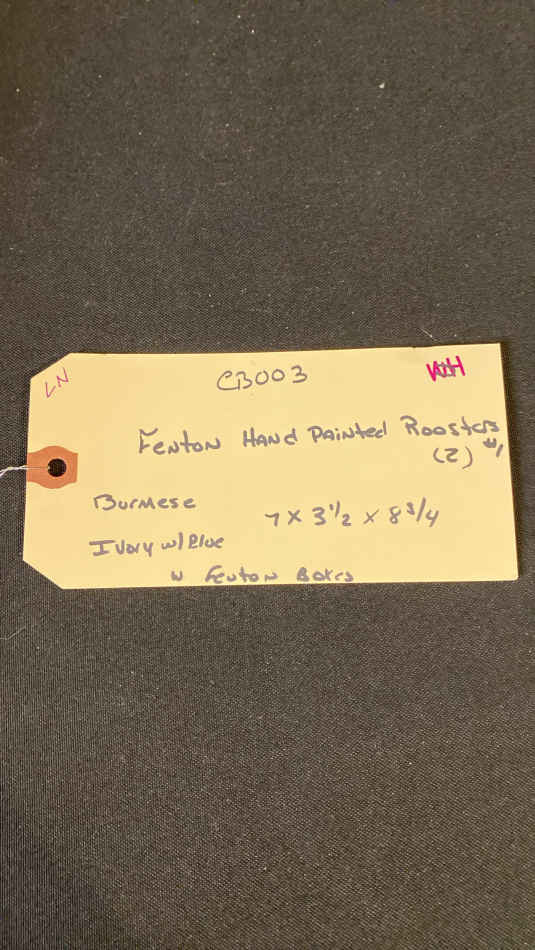 LN
CB003
WH
Fenton Hand Painted Roosters
(2) w/
Burmese
7 x 3 1/2 x 8 3/4
Ivory w/ Blue
w Fenton Boxes